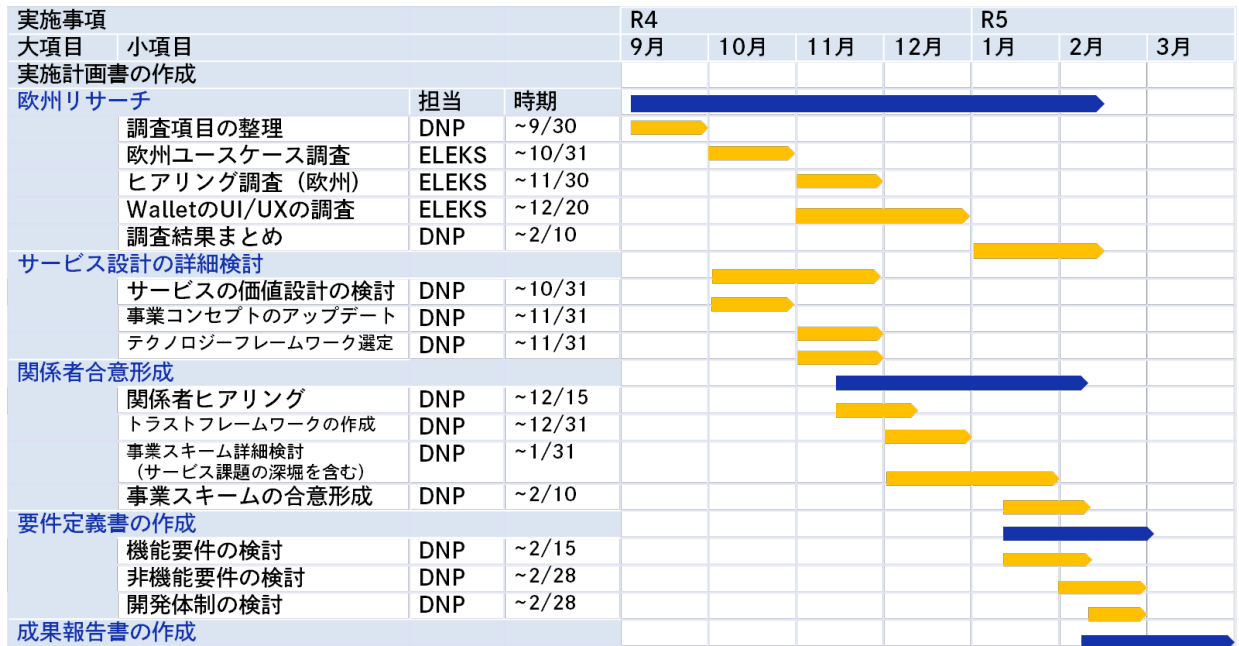 実施事項 R4 R5
大項目 小項目 9月 10月 11月 12月 1月 2月 3月
実施計画書の作成
欧州リサーチ 担当 時期
調査項目の整理 DNP ~9/30
欧州ユースケース調査 ELEKS ~10/31
ヒアリング調査（欧州） ELEKS ~11/30
WalletのUI/UXの調査 ELEKS ~12/20
調査結果まとめ DNP ~2/10
サービス設計の詳細検討
サービスの価値設計の検討 DNP ~10/31
事業コンセプトのアップデート DNP ~11/31
テクノロジーフレームワーク選定 DNP ~11/31
関係者合意形成
関係者ヒアリング DNP ~12/15
トラストフレームワークの作成 DNP ~12/31
事業スキーム詳細検討 DNP ~1/31
（サービス課題の深堀を含む）
事業スキームの合意形成 DNP ~2/10
要件定義書の作成
機能要件の検討 DNP ~2/15
非機能要件の検討 DNP ~2/28
開発体制の検討 DNP ~2/28
成果報告書の作成